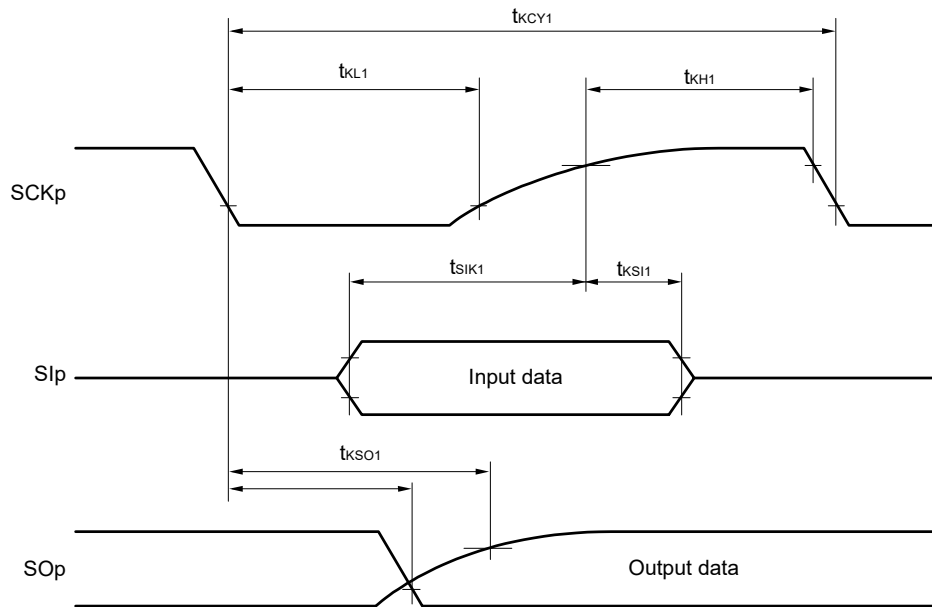 tKCY1
tKL1
tKH1
SCKp
tSIK1
tKSI1
SIp
Input data
tKSO1
SOp
Output data